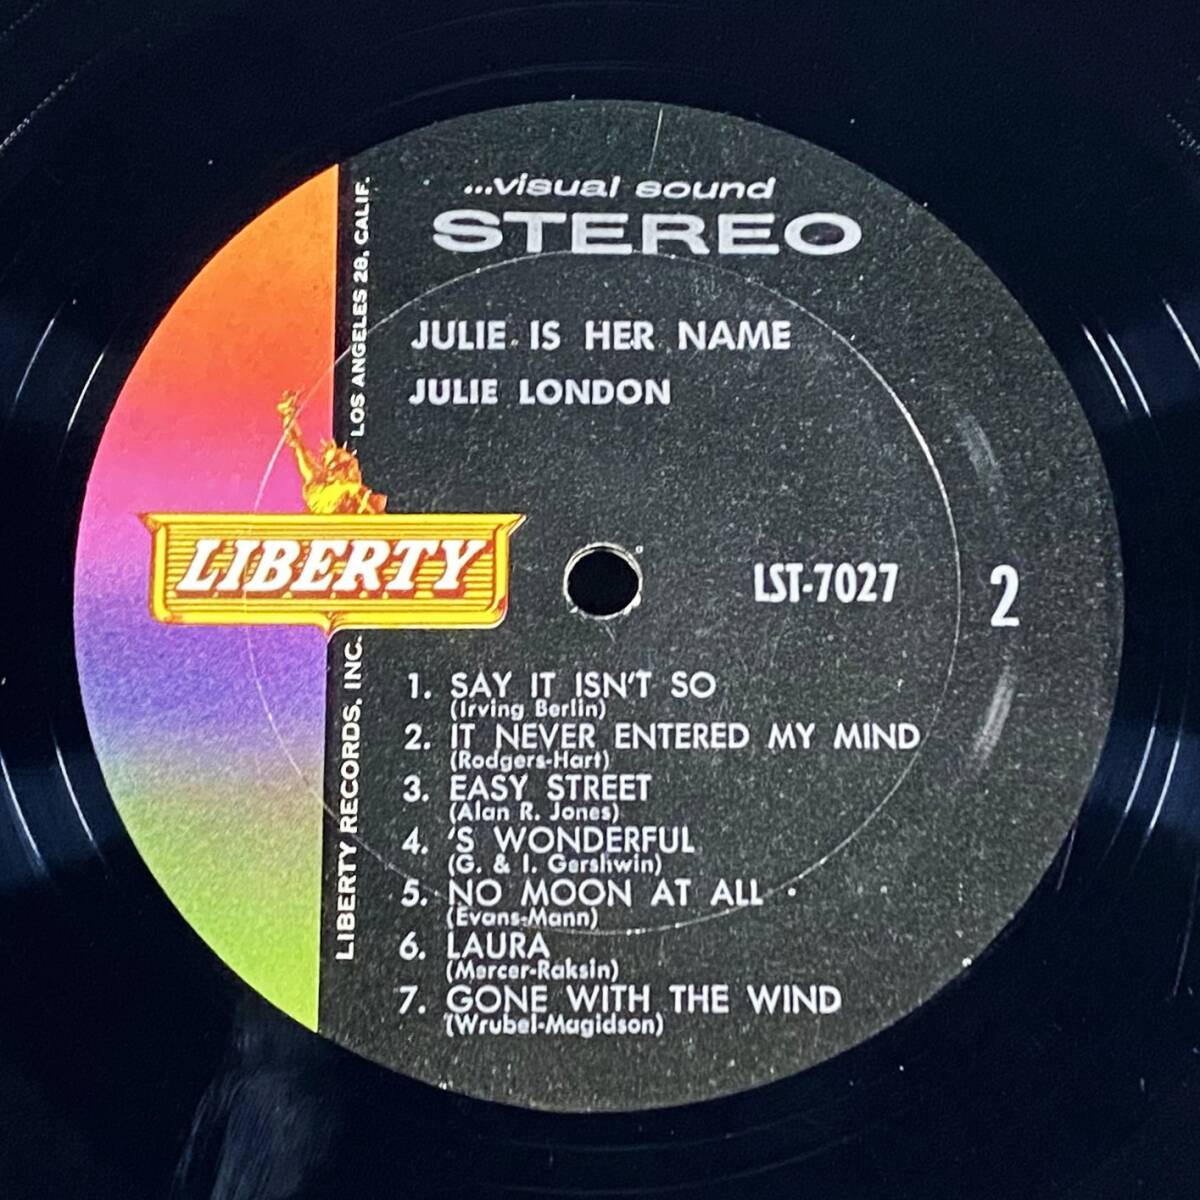 ...visual sound
STEREO
JULIE IS HER NAME
JULIE LONDON
LIBERTY
LST-7027
2
1. SAY IT ISN'T SO
(Irving Berlin)
2. IT NEVER ENTERED MY MIND
(Rodgers-Hart)
3. EASY STREET
(Alan R. Jones)
4. 'S WONDERFUL
(G. & I. Gershwin)
5. NO MOON AT ALL
(Evans-Mann)
6. LAURA
(Mercer-Raksin)
7. GONE WITH THE WIND
(Wrubel-Magidson)
LIBERTY RECORDS, INC. LOS ANGELES 28, CALIF.